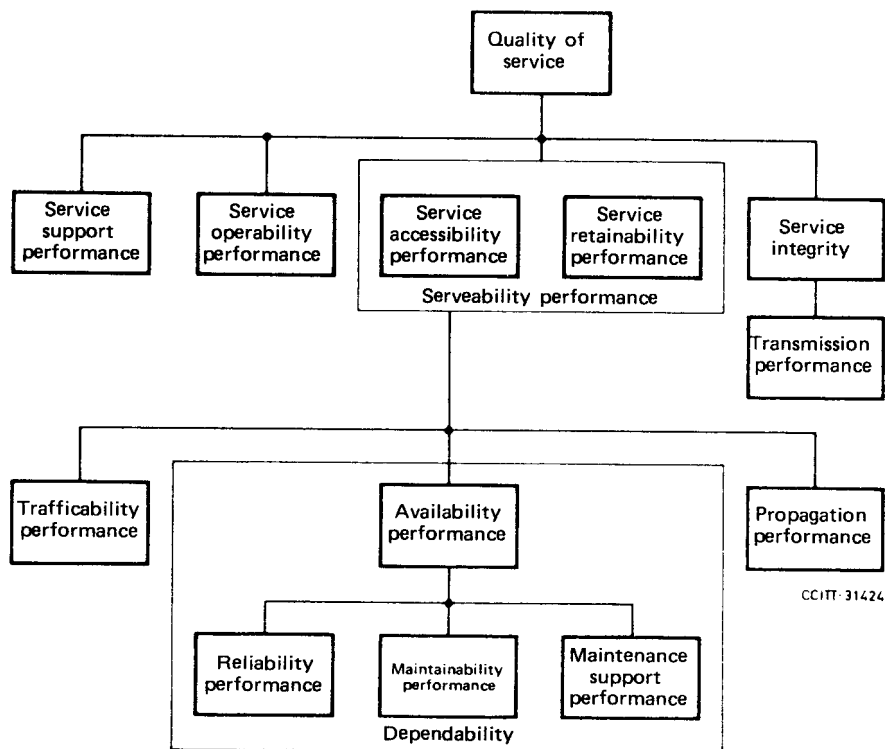 Quality of
service
Service
support
performance
Service
operability
performance
Service
accessibility
performance
Service
retainability
performance
Serveability performance
Service
integrity
Transmission
performance
Trafficability
performance
Availability
performance
Propagation
performance
CCITT-31424
Reliability
performance
Maintainability
performance
Maintenance
support
performance
Dependability